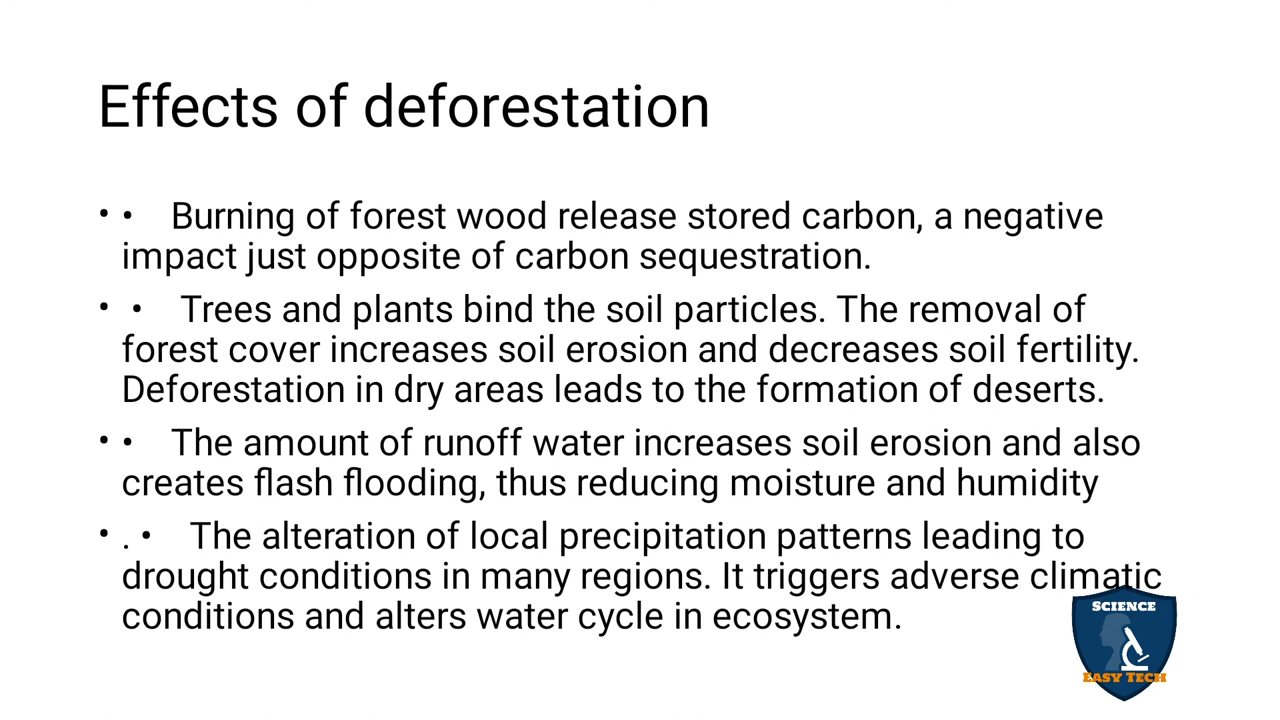 Effects of deforestation
• • Burning of forest wood release stored carbon, a negative
impact just opposite of carbon sequestration.
• • Trees and plants bind the soil particles. The removal of
forest cover increases soil erosion and decreases soil fertility.
Deforestation in dry areas leads to the formation of deserts.
• • The amount of runoff water increases soil erosion and also
creates flash flooding, thus reducing moisture and humidity
• . • The alteration of local precipitation patterns leading to
drought conditions in many regions. It triggers adverse climatic
conditions and alters water cycle in ecosystem.
SCIENCE
EASY TECH